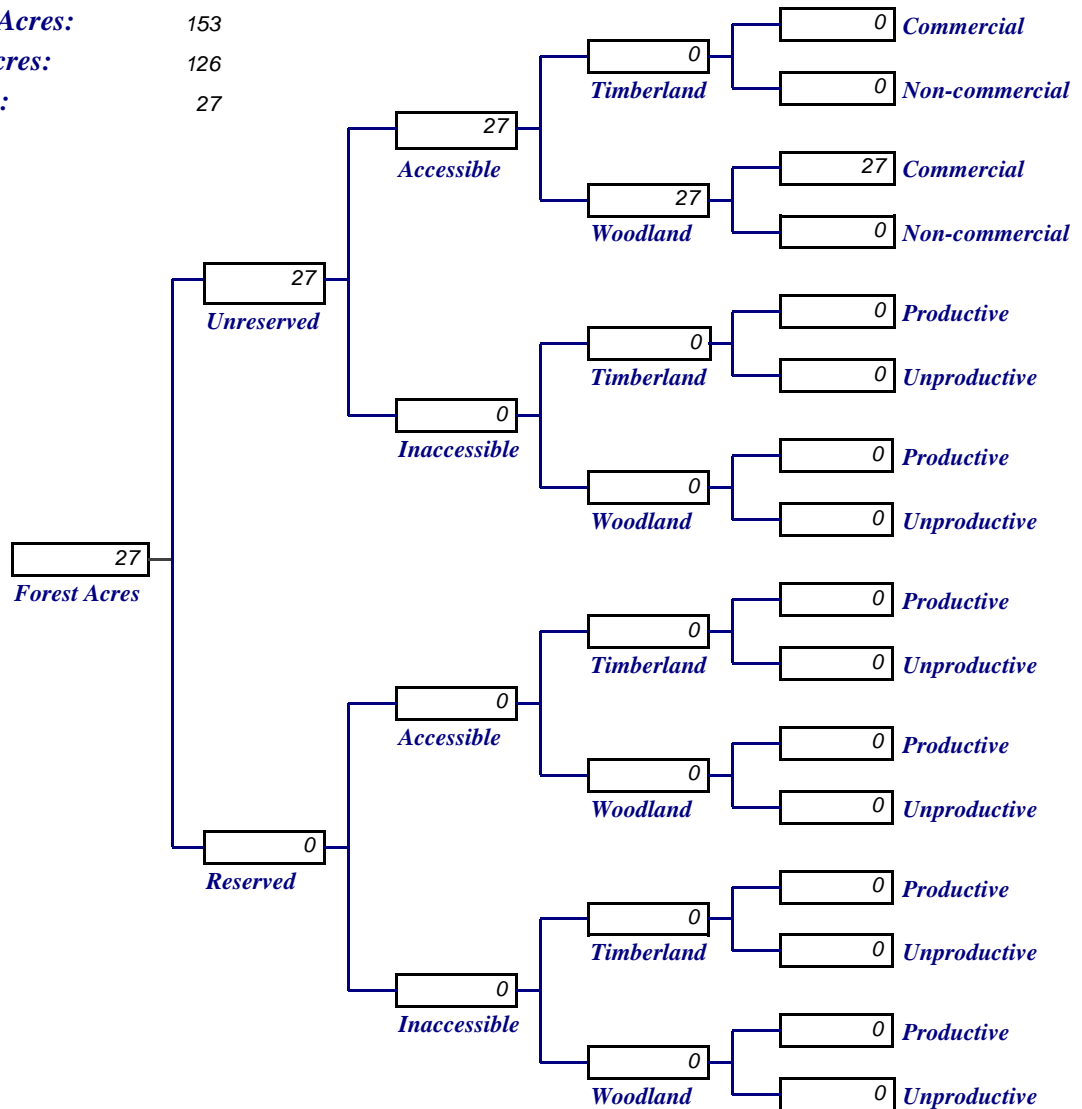 Acres: 153
cres: 126
: 27
0 Commercial
0 Timberland
0 Non-commercial
27 Accessible
27 Commercial
27 Woodland
0 Non-commercial
27 Unreserved
0 Productive
0 Timberland
0 Unproductive
0 Inaccessible
0 Productive
0 Woodland
0 Unproductive
27 Forest Acres
0 Productive
0 Timberland
0 Unproductive
0 Accessible
0 Productive
0 Woodland
0 Unproductive
0 Reserved
0 Productive
0 Timberland
0 Unproductive
0 Inaccessible
0 Productive
0 Woodland
0 Unproductive